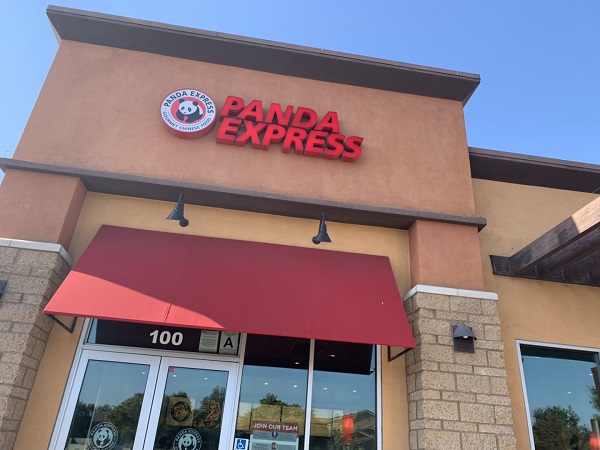 PANDA EXPRESS
GOURMET CHINESE FOOD
PANDA
EXPRESS
100
A
JOIN OUR TEAM